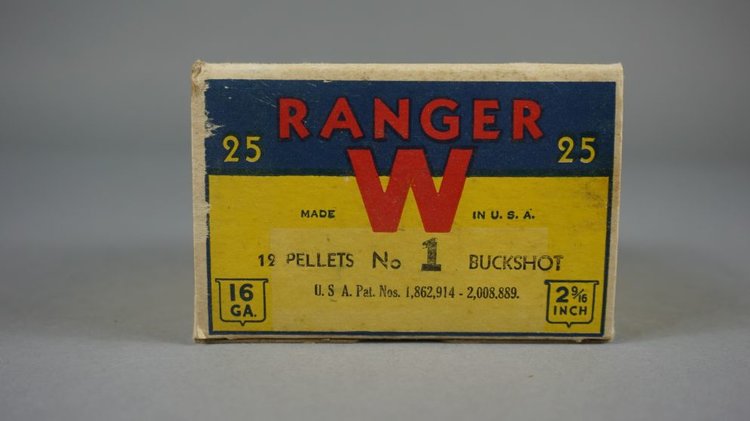 RANGER
25 W 25
MADE IN U. S. A.
12 PELLETS No 1 BUCKSHOT
U. S A. Pat. Nos. 1,862,914 - 2,008,889.
16 GA.
2 9/16 INCH